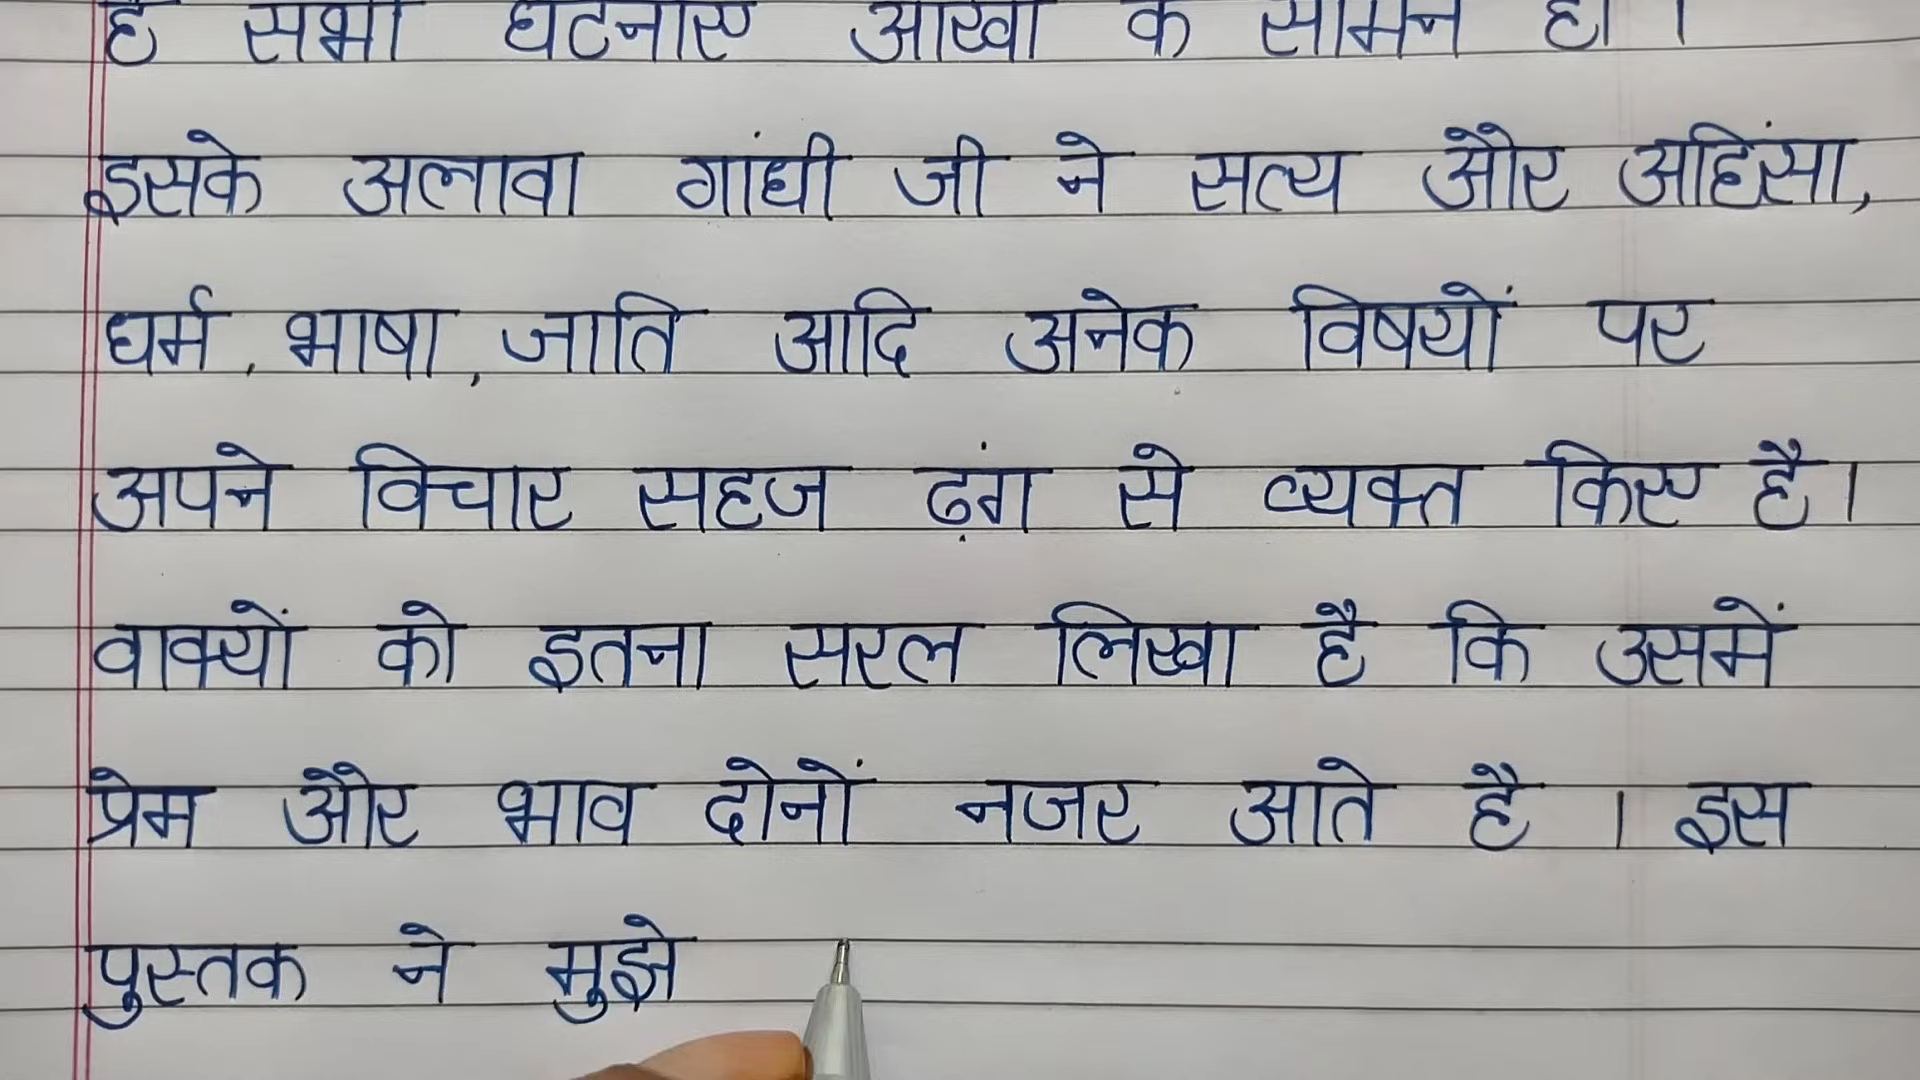 है सभी घटनाए आखों के सामने हो ।
इसके अलावा गांधी जी ने सत्य और अहिंसा,
धर्म, भाषा, जाति आदि अनेक विषयों पर
अपने विचार सहज ढ़ंग से व्यक्त किए है।
वाक्यों को इतना सरल लिखा है कि उसमें
प्रेम और भाव दोनों नजर आते है । इस
पुस्तक ने मुझे